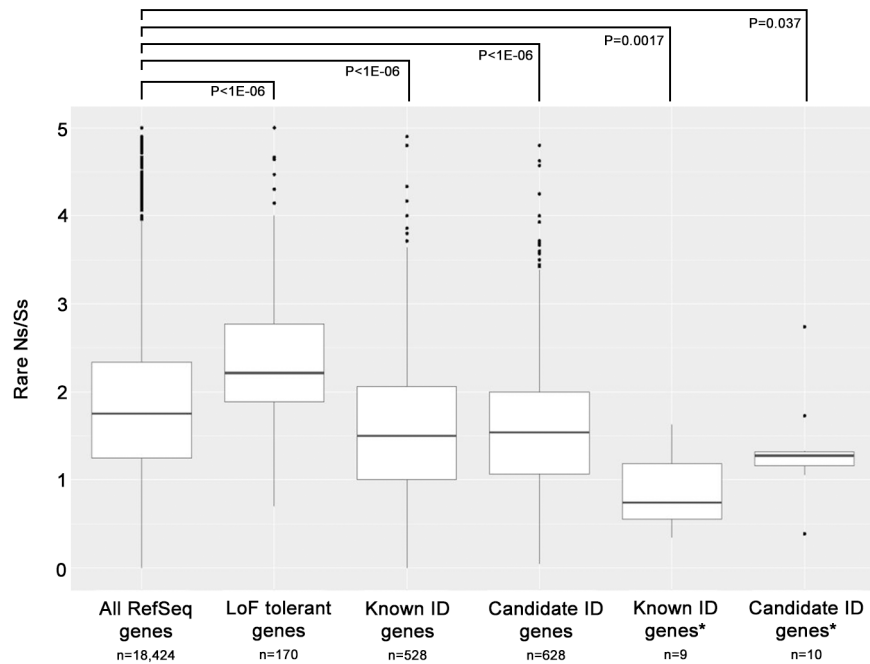 P=0.037
P=0.0017
P<1E-06
P<1E-06
P<1E-06
Rare Ns/Ss
5
4
3
2
1
0
All RefSeq genes
n=18,424
LoF tolerant genes
n=170
Known ID genes
n=528
Candidate ID genes
n=628
Known ID genes*
n=9
Candidate ID genes*
n=10